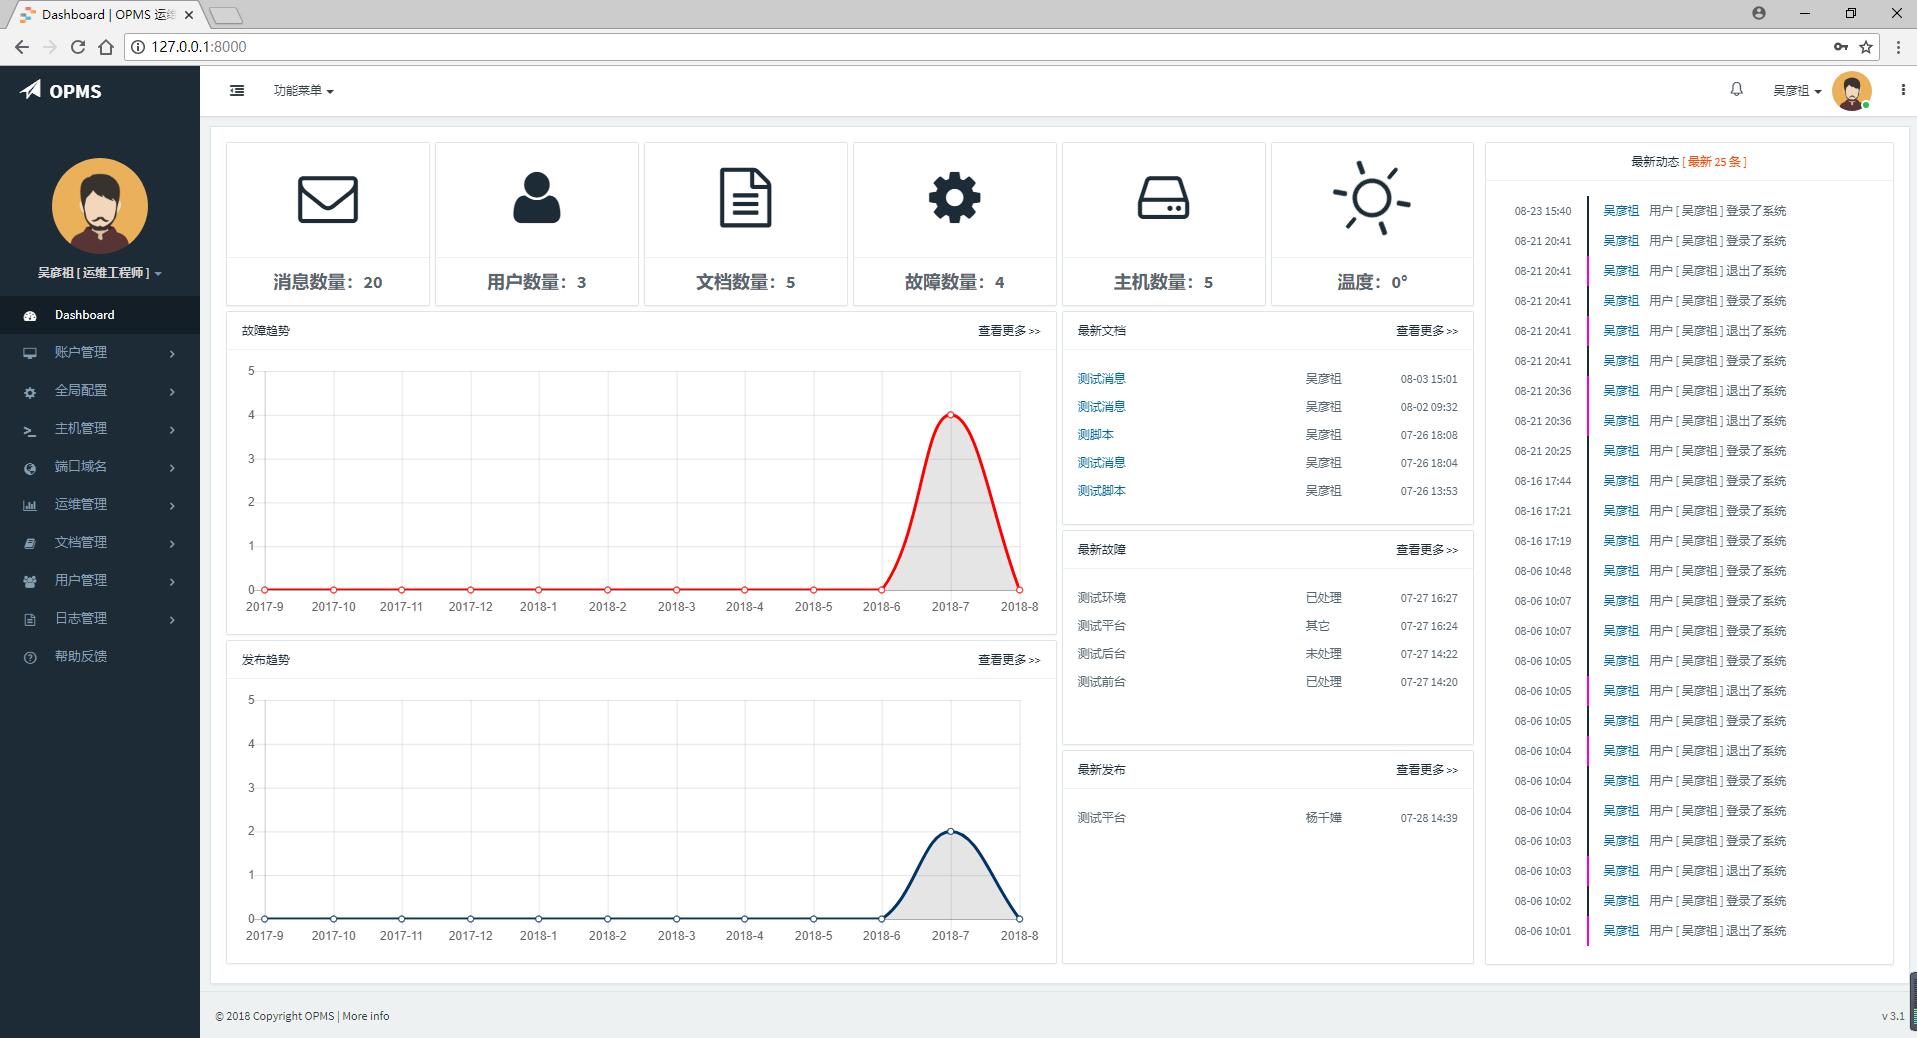 Dashboard | OPMS 运维
127.0.0.1:8000
OPMS
功能菜单
吴彦祖
吴彦祖 [ 运维工程师 ]
Dashboard
账户管理
全局配置
主机管理
端口域名
运维管理
文档管理
用户管理
日志管理
帮助反馈
消息数量：20
用户数量：3
文档数量：5
故障数量：4
主机数量：5
温度：0°
故障趋势 查看更多 >>
5
4
3
2
1
0
2017-9 2017-10 2017-11 2017-12 2018-1 2018-2 2018-3 2018-4 2018-5 2018-6 2018-7 2018-8
发布趋势 查看更多 >>
5
4
3
2
1
0
2017-9 2017-10 2017-11 2017-12 2018-1 2018-2 2018-3 2018-4 2018-5 2018-6 2018-7 2018-8
最新文档 查看更多 >>
测试消息 吴彦祖 08-03 15:01
测试消息 吴彦祖 08-02 09:32
测脚本 吴彦祖 07-26 18:08
测试消息 吴彦祖 07-26 18:04
测试脚本 吴彦祖 07-26 13:53
最新故障 查看更多 >>
测试环境 已处理 07-27 16:27
测试平台 其它 07-27 16:24
测试后台 未处理 07-27 14:22
测试前台 已处理 07-27 14:20
最新发布 查看更多 >>
测试平台 杨千嬅 07-28 14:39
最新动态 [ 最新 25 条 ]
08-23 15:40 吴彦祖 用户 [ 吴彦祖 ] 登录了系统
08-21 20:41 吴彦祖 用户 [ 吴彦祖 ] 登录了系统
08-21 20:41 吴彦祖 用户 [ 吴彦祖 ] 退出了系统
08-21 20:41 吴彦祖 用户 [ 吴彦祖 ] 登录了系统
08-21 20:41 吴彦祖 用户 [ 吴彦祖 ] 退出了系统
08-21 20:41 吴彦祖 用户 [ 吴彦祖 ] 登录了系统
08-21 20:36 吴彦祖 用户 [ 吴彦祖 ] 退出了系统
08-21 20:36 吴彦祖 用户 [ 吴彦祖 ] 退出了系统
08-21 20:25 吴彦祖 用户 [ 吴彦祖 ] 登录了系统
08-16 17:44 吴彦祖 用户 [ 吴彦祖 ] 登录了系统
08-16 17:21 吴彦祖 用户 [ 吴彦祖 ] 登录了系统
08-16 17:19 吴彦祖 用户 [ 吴彦祖 ] 登录了系统
08-06 10:48 吴彦祖 用户 [ 吴彦祖 ] 登录了系统
08-06 10:07 吴彦祖 用户 [ 吴彦祖 ] 登录了系统
08-06 10:07 吴彦祖 用户 [ 吴彦祖 ] 登录了系统
08-06 10:05 吴彦祖 用户 [ 吴彦祖 ] 登录了系统
08-06 10:05 吴彦祖 用户 [ 吴彦祖 ] 退出了系统
08-06 10:05 吴彦祖 用户 [ 吴彦祖 ] 登录了系统
08-06 10:04 吴彦祖 用户 [ 吴彦祖 ] 退出了系统
08-06 10:04 吴彦祖 用户 [ 吴彦祖 ] 登录了系统
08-06 10:04 吴彦祖 用户 [ 吴彦祖 ] 登录了系统
08-06 10:03 吴彦祖 用户 [ 吴彦祖 ] 登录了系统
08-06 10:03 吴彦祖 用户 [ 吴彦祖 ] 退出了系统
08-06 10:02 吴彦祖 用户 [ 吴彦祖 ] 登录了系统
08-06 10:01 吴彦祖 用户 [ 吴彦祖 ] 退出了系统
© 2018 Copyright OPMS | More info
v 3.1